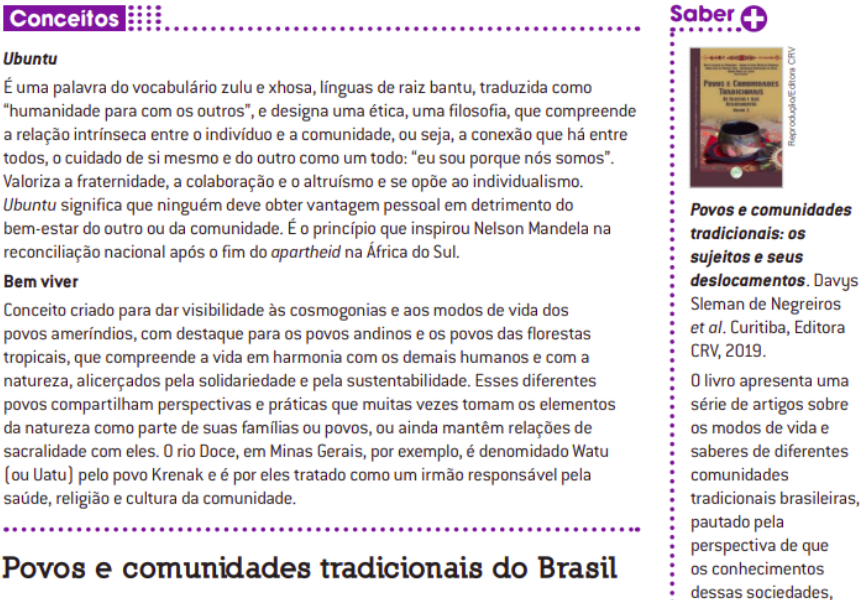 Conceitos
Ubuntu
É uma palavra do vocabulário zulu e xhosa, línguas de raiz bantu, traduzida como
“humanidade para com os outros”, e designa uma ética, uma filosofia, que compreende
a relação intrínseca entre o indivíduo e a comunidade, ou seja, a conexão que há entre
todos, o cuidado de si mesmo e do outro como um todo: “eu sou porque nós somos”.
Valoriza a fraternidade, a colaboração e o altruísmo e se opõe ao individualismo.
Ubuntu significa que ninguém deve obter vantagem pessoal em detrimento do
bem-estar do outro ou da comunidade. É o princípio que inspirou Nelson Mandela na
reconciliação nacional após o fim do apartheid na África do Sul.
Bem viver
Conceito criado para dar visibilidade às cosmogonias e aos modos de vida dos
povos ameríndios, com destaque para os povos andinos e os povos das florestas
tropicais, que compreende a vida em harmonia com os demais humanos e com a
natureza, alicerçados pela solidariedade e pela sustentabilidade. Esses diferentes
povos compartilham perspectivas e práticas que muitas vezes tomam os elementos
da natureza como parte de suas famílias ou povos, ou ainda mantêm relações de
sacralidade com eles. O rio Doce, em Minas Gerais, por exemplo, é denomidado Watu
(ou Uatu) pelo povo Krenak e é por eles tratado como um irmão responsável pela
saúde, religião e cultura da comunidade.
Povos e comunidades tradicionais do Brasil
Saber +
Povos e Comunidades
Tradicionais
Reprodução/Editora CRV
Povos e comunidades
tradicionais: os
sujeitos e seus
deslocamentos. Davys
Sleman de Negreiros
et al. Curitiba, Editora
CRV, 2019.
O livro apresenta uma
série de artigos sobre
os modos de vida e
saberes de diferentes
comunidades
tradicionais brasileiras,
pautado pela
perspectiva de que
os conhecimentos
dessas sociedades,